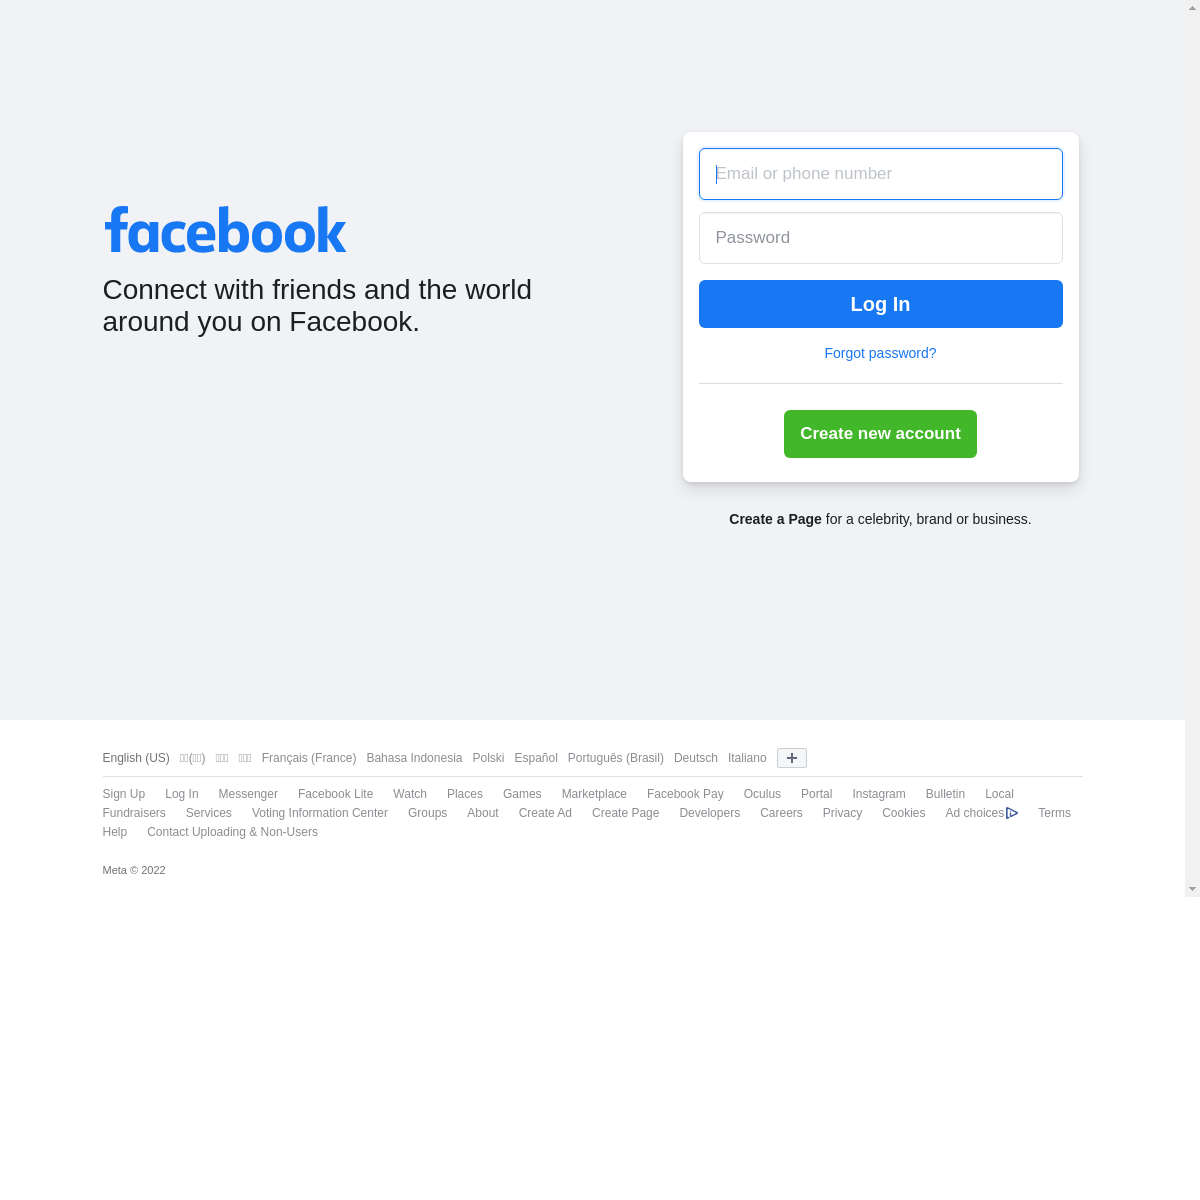 facebook
Connect with friends and the world
around you on Facebook.
Email or phone number
Password
Log In
Forgot password?
Create new account
Create a Page for a celebrity, brand or business.
English (US) Français (France) Bahasa Indonesia Polski Español Português (Brasil) Deutsch Italiano
Sign Up Log In Messenger Facebook Lite Watch Places Games Marketplace Facebook Pay Oculus Portal Instagram Bulletin Local
Fundraisers Services Voting Information Center Groups About Create Ad Create Page Developers Careers Privacy Cookies Ad choices Terms
Help Contact Uploading & Non-Users
Meta © 2022